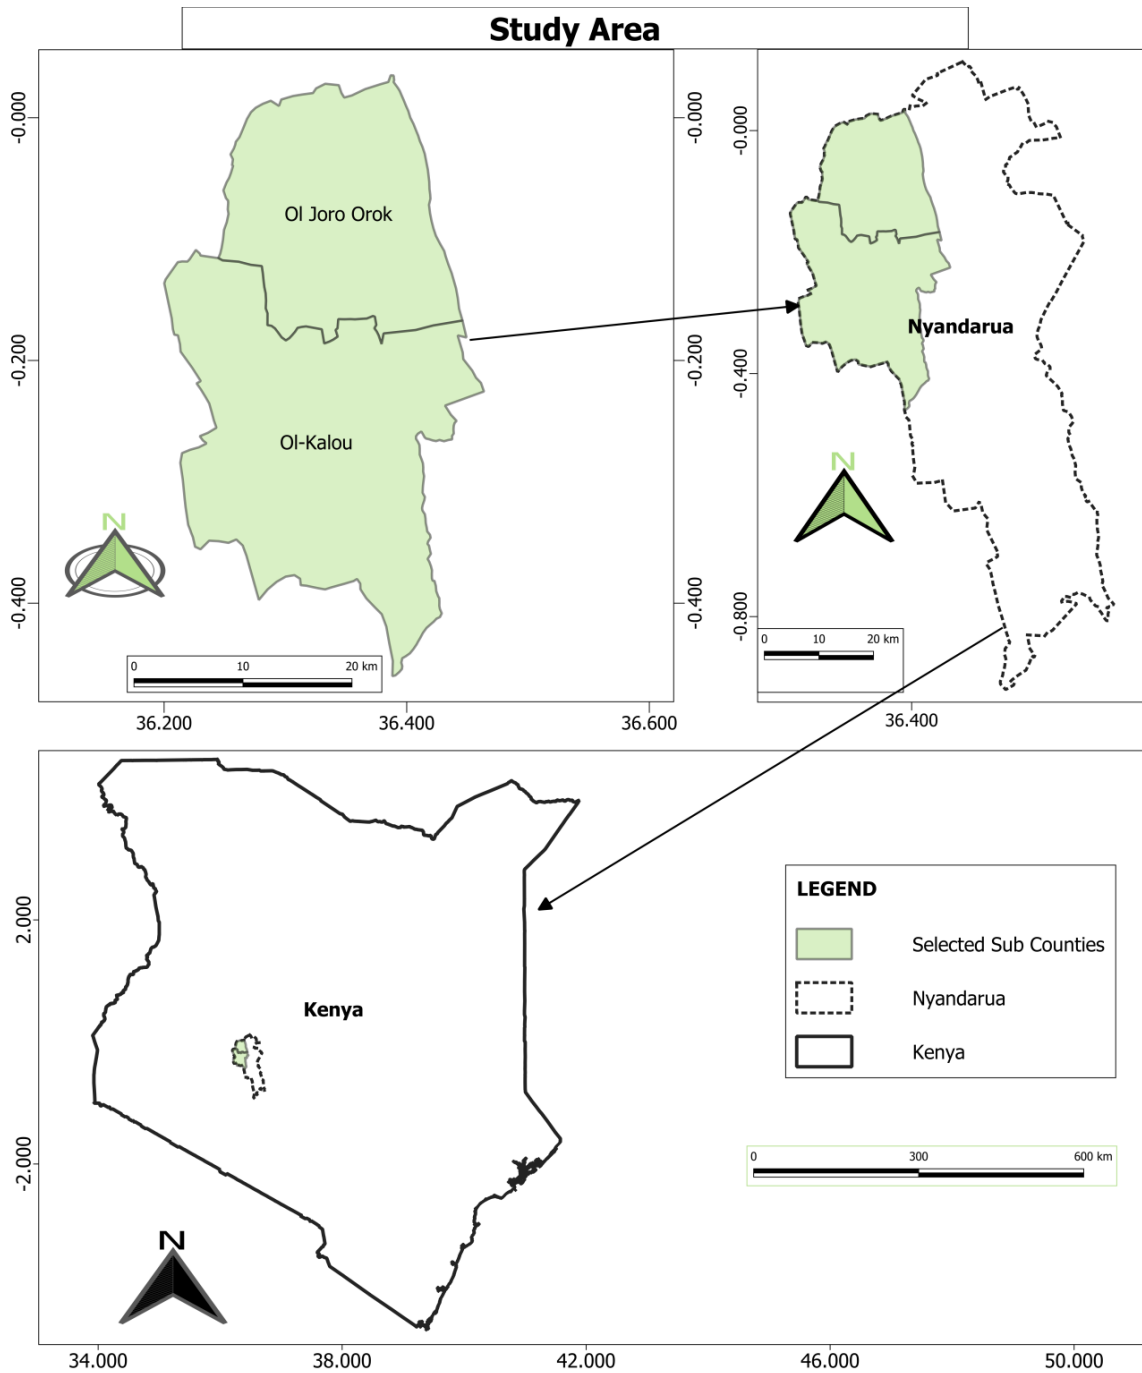 Study Area
-0.000
-0.200
-0.400
Ol Joro Orok
Ol-Kalou
N
0 10 20 km
36.200 36.400 36.600
-0.000
-0.200
-0.400
-0.000
-0.400
-0.800
Nyandarua
N
0 10 20 km
36.400
2.000
-2.000
Kenya
N
34.000 38.000 42.000 46.000 50.000
LEGEND
Selected Sub Counties
Nyandarua
Kenya
0 300 600 km